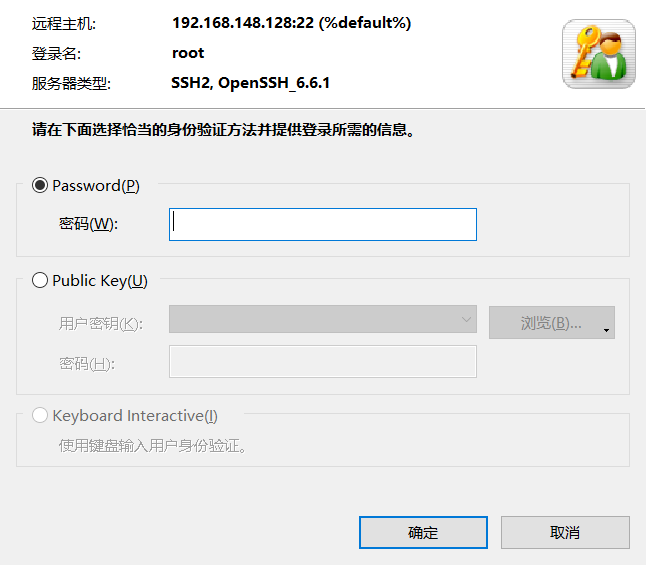 远程主机: 192.168.148.128:22 (%default%)
登录名: root
服务器类型: SSH2, OpenSSH_6.6.1
请在下面选择恰当的身份验证方法并提供登录所需的信息。
Password(P)
密码(W):
Public Key(U)
用户密钥(K): 浏览(B)...
密码(H):
Keyboard Interactive(I)
使用键盘输入用户身份验证。
确定 取消